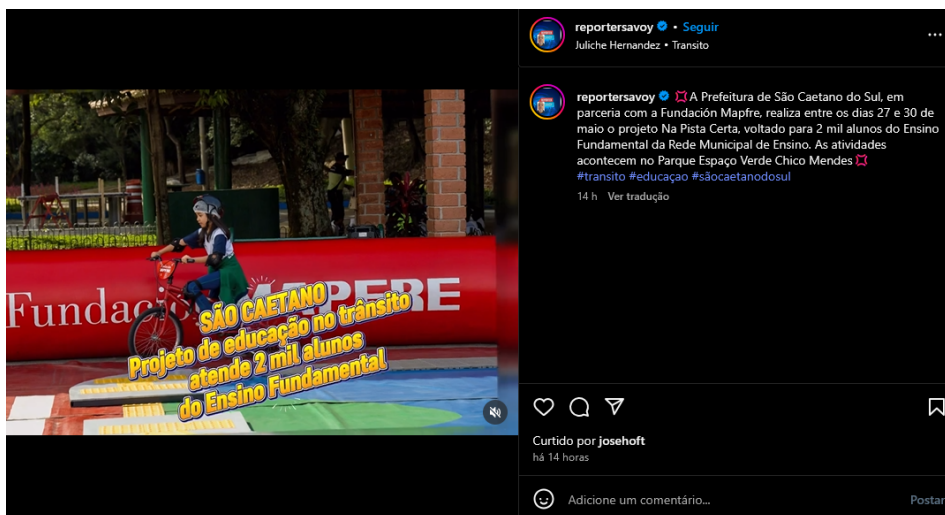 Fundación MAPFRE
SÃO CAETANO
Projeto de educação no trânsito
atende 2 mil alunos
do Ensino Fundamental
reportersavoy • Seguir
Juliche Hernandez • Transito
reportersavoy A Prefeitura de São Caetano do Sul, em
parceria com a Fundación Mapfre, realiza entre os dias 27 e 30 de
maio o projeto Na Pista Certa, voltado para 2 mil alunos do Ensino
Fundamental da Rede Municipal de Ensino. As atividades
acontecem no Parque Espaço Verde Chico Mendes
#transito #educaçao #sãocaetanodosul
14 h Ver tradução
Curtido por josehoft
há 14 horas
Adicione um comentário... Postar